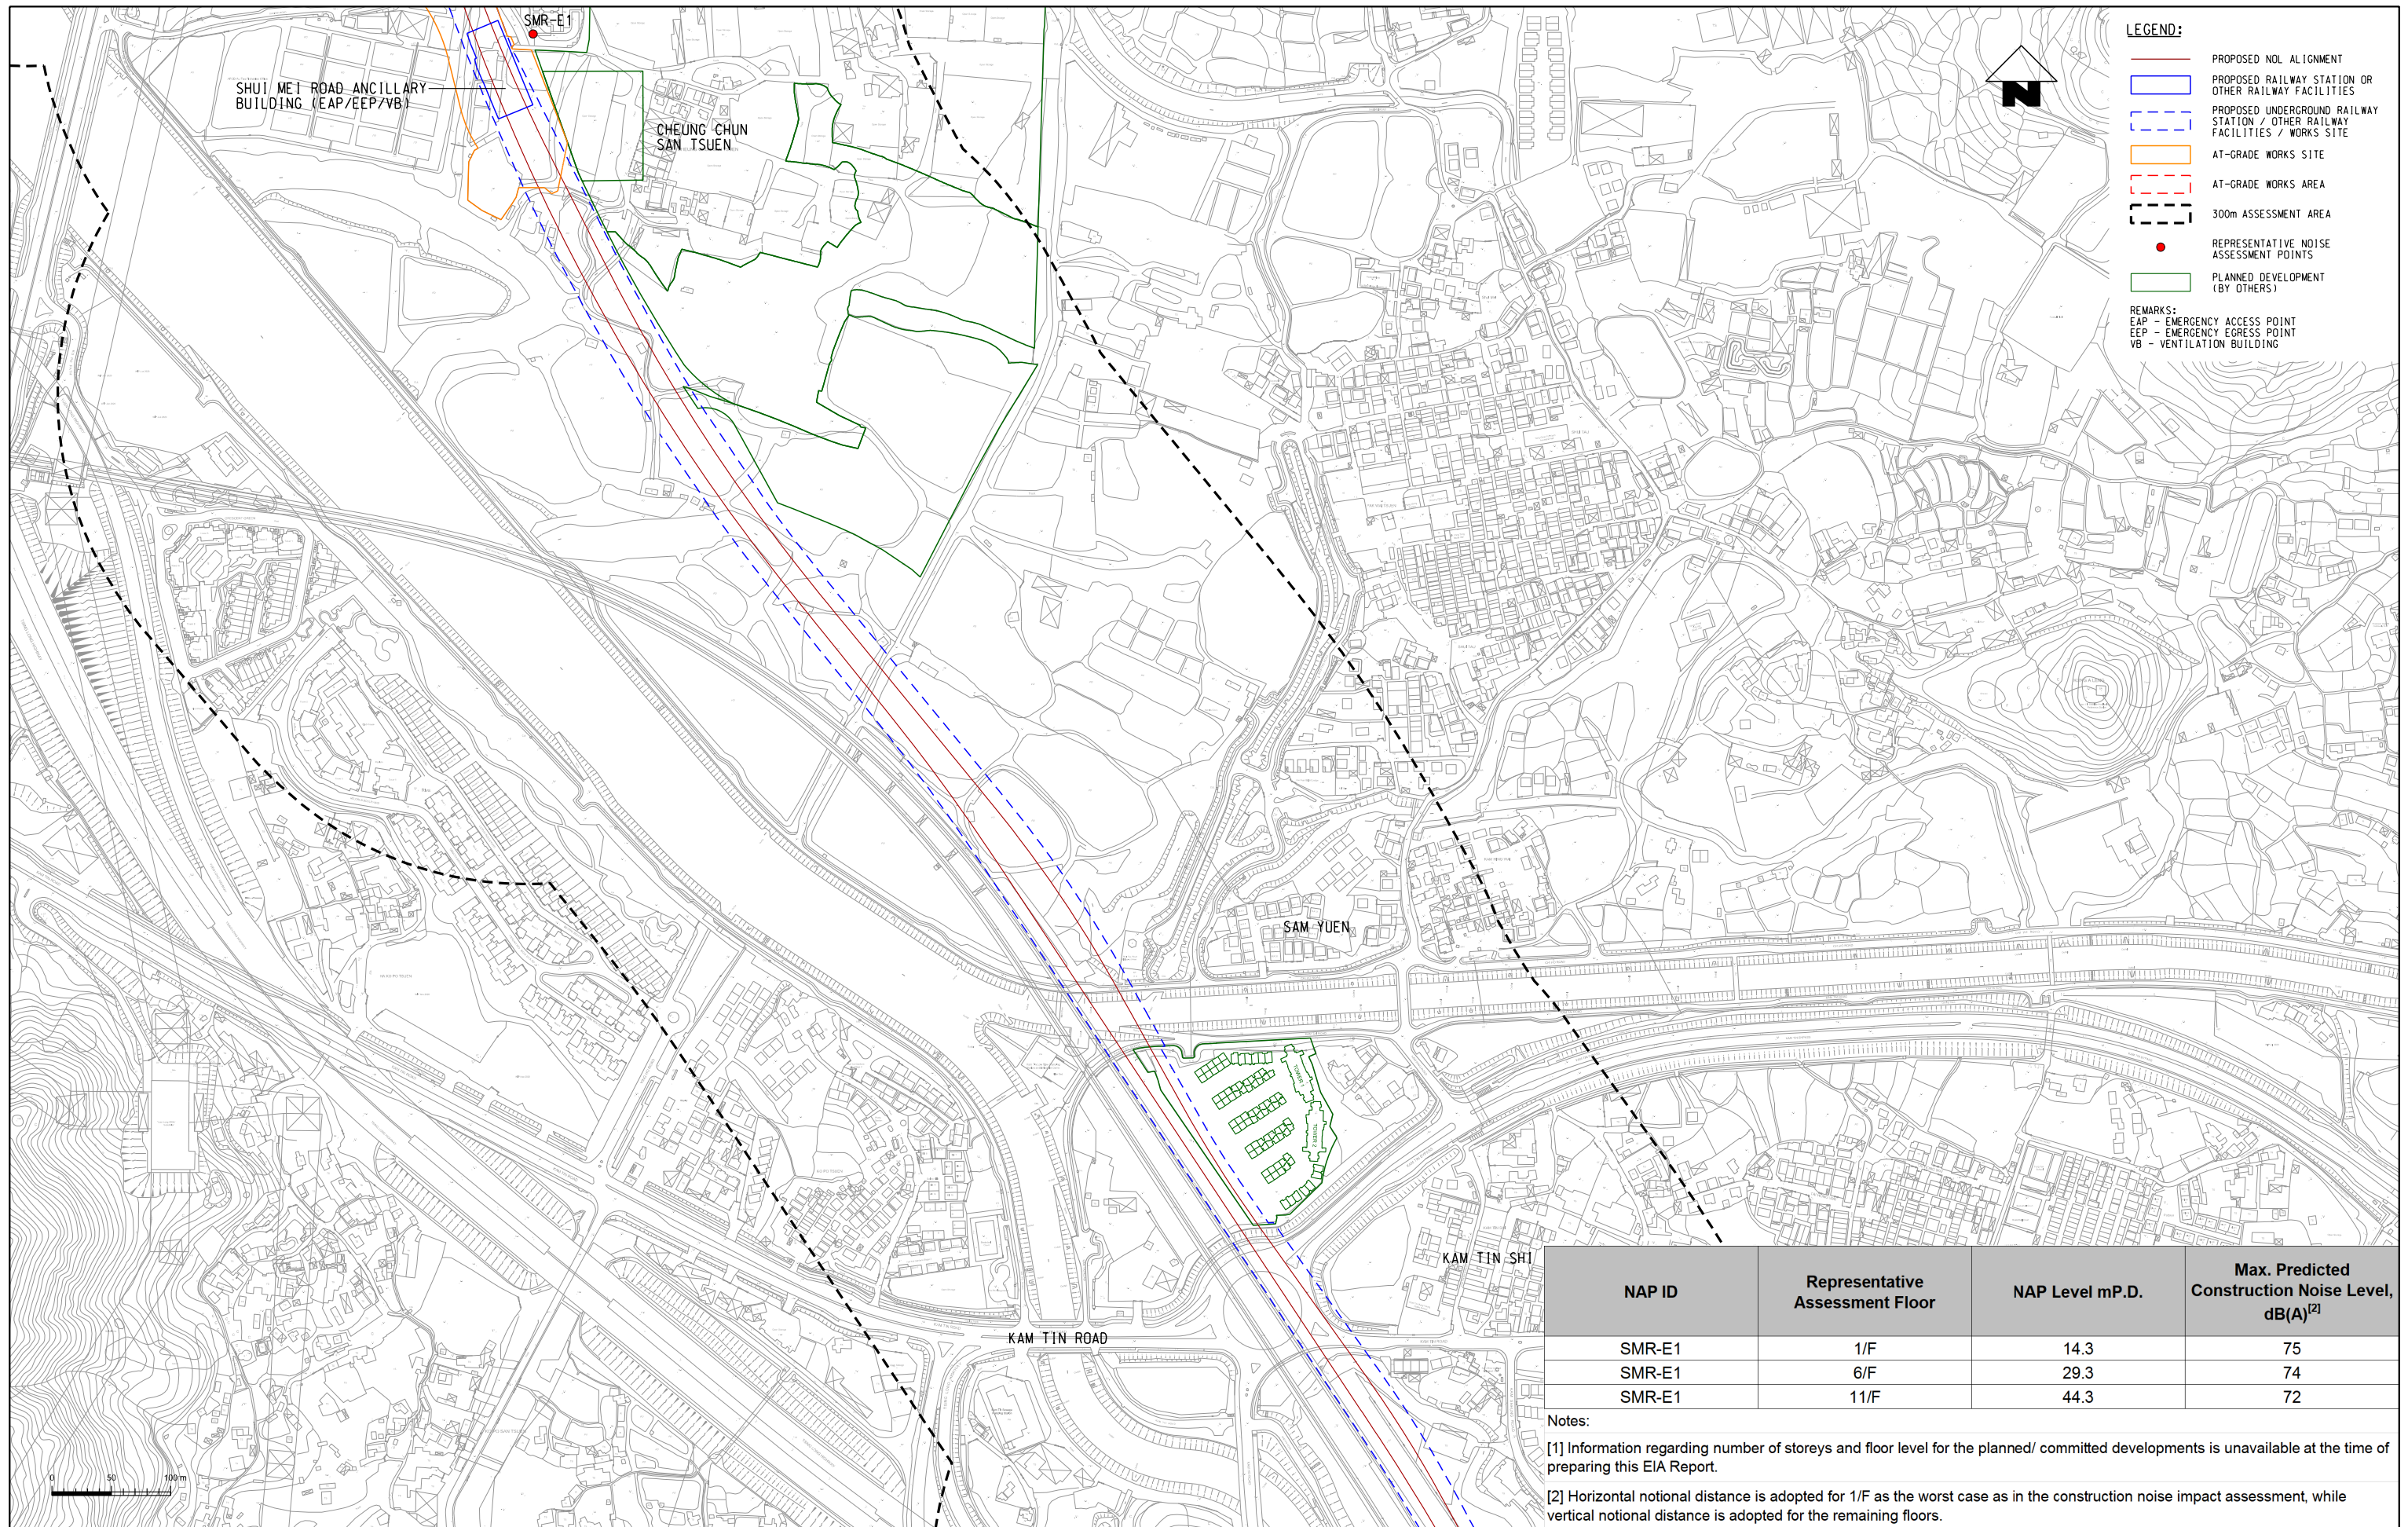 SMR-E1
SHUI MEI ROAD ANCILLARY
BUILDING (EAP/EEP/VB)
CHEUNG CHUN
SAN TSUEN
N
LEGEND:
PROPOSED NOL ALIGNMENT
PROPOSED RAILWAY STATION OR
OTHER RAILWAY FACILITIES
PROPOSED UNDERGROUND RAILWAY
STATION / OTHER RAILWAY
FACILITIES / WORKS SITE
AT-GRADE WORKS SITE
AT-GRADE WORKS AREA
300m ASSESSMENT AREA
REPRESENTATIVE NOISE
ASSESSMENT POINTS
PLANNED DEVELOPMENT
(BY OTHERS)
REMARKS:
EAP - EMERGENCY ACCESS POINT
EEP - EMERGENCY EGRESS POINT
VB - VENTILATION BUILDING
SAM YUEN
TOWER 1
TOWER 2
KAM TIN SHI
KAM TIN ROAD
0 50 100 m
NAP ID Representative Assessment Floor NAP Level mP.D. Max. Predicted Construction Noise Level, dB(A)[2]
SMR-E1 1/F 14.3 75
SMR-E1 6/F 29.3 74
SMR-E1 11/F 44.3 72
Notes:
[1] Information regarding number of storeys and floor level for the planned/ committed developments is unavailable at the time of
preparing this EIA Report.
[2] Horizontal notional distance is adopted for 1/F as the worst case as in the construction noise impact assessment, while
vertical notional distance is adopted for the remaining floors.